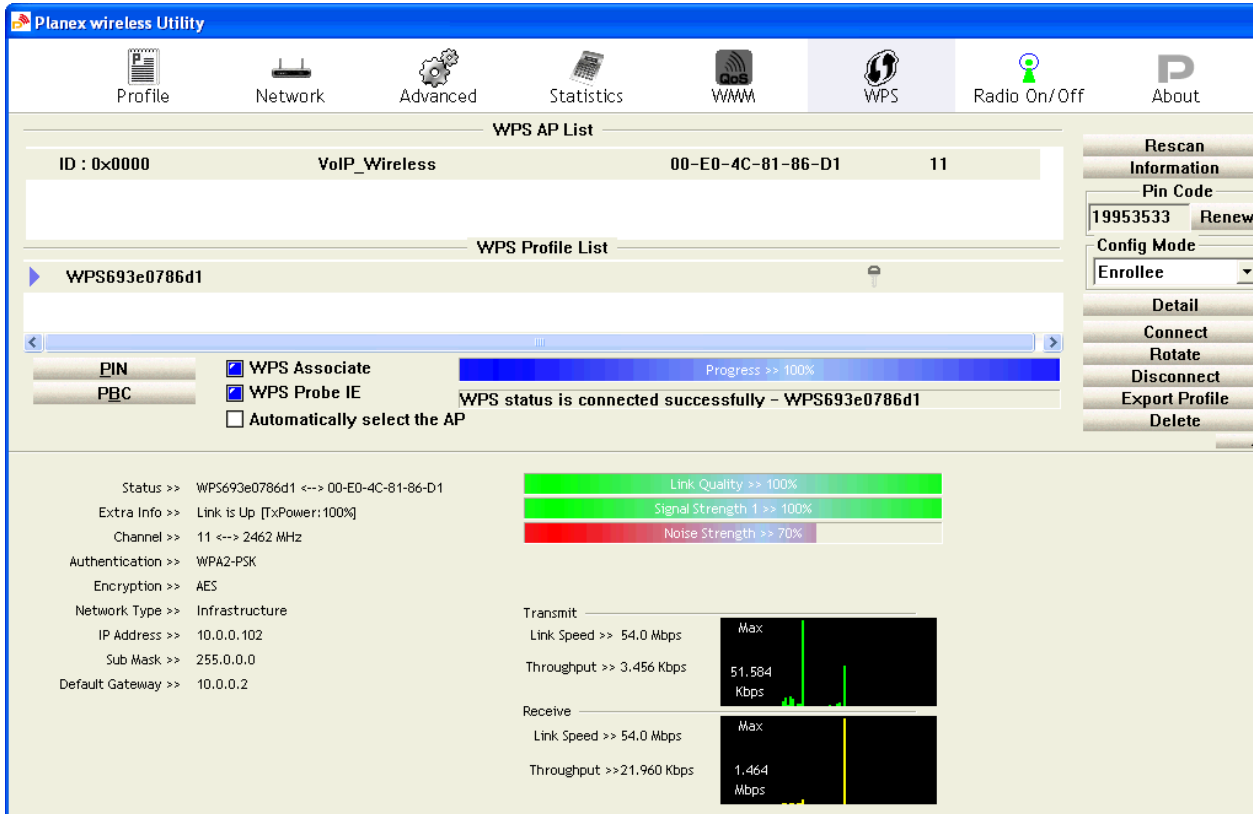 Planex wireless Utility
Profile Network Advanced Statistics WMM WPS Radio On/Off About
QoS
WPS AP List
ID : 0x0000 VoIP_Wireless 00-E0-4C-81-86-D1 11
Rescan
Information
Pin Code
19953533 Renew
WPS Profile List
Config Mode
WPS693e0786d1
Enrollee
Detail
Connect
Rotate
Disconnect
Export Profile
Delete
PIN WPS Associate Progress >> 100%
PBC WPS Probe IE WPS status is connected successfully - WPS693e0786d1
Automatically select the AP
Status >> WPS693e0786d1 <--> 00-E0-4C-81-86-D1
Extra Info >> Link is Up [TxPower:100%]
Channel >> 11 <--> 2462 MHz
Authentication >> WPA2-PSK
Encryption >> AES
Network Type >> Infrastructure
IP Address >> 10.0.0.102
Sub Mask >> 255.0.0.0
Default Gateway >> 10.0.0.2
Link Quality >> 100%
Signal Strength 1 >> 100%
Noise Strength >> 70%
Transmit
Link Speed >> 54.0 Mbps
Throughput >> 3.456 Kbps
Max
51.584
Kbps
Receive
Link Speed >> 54.0 Mbps
Throughput >>21.960 Kbps
Max
1.464
Mbps